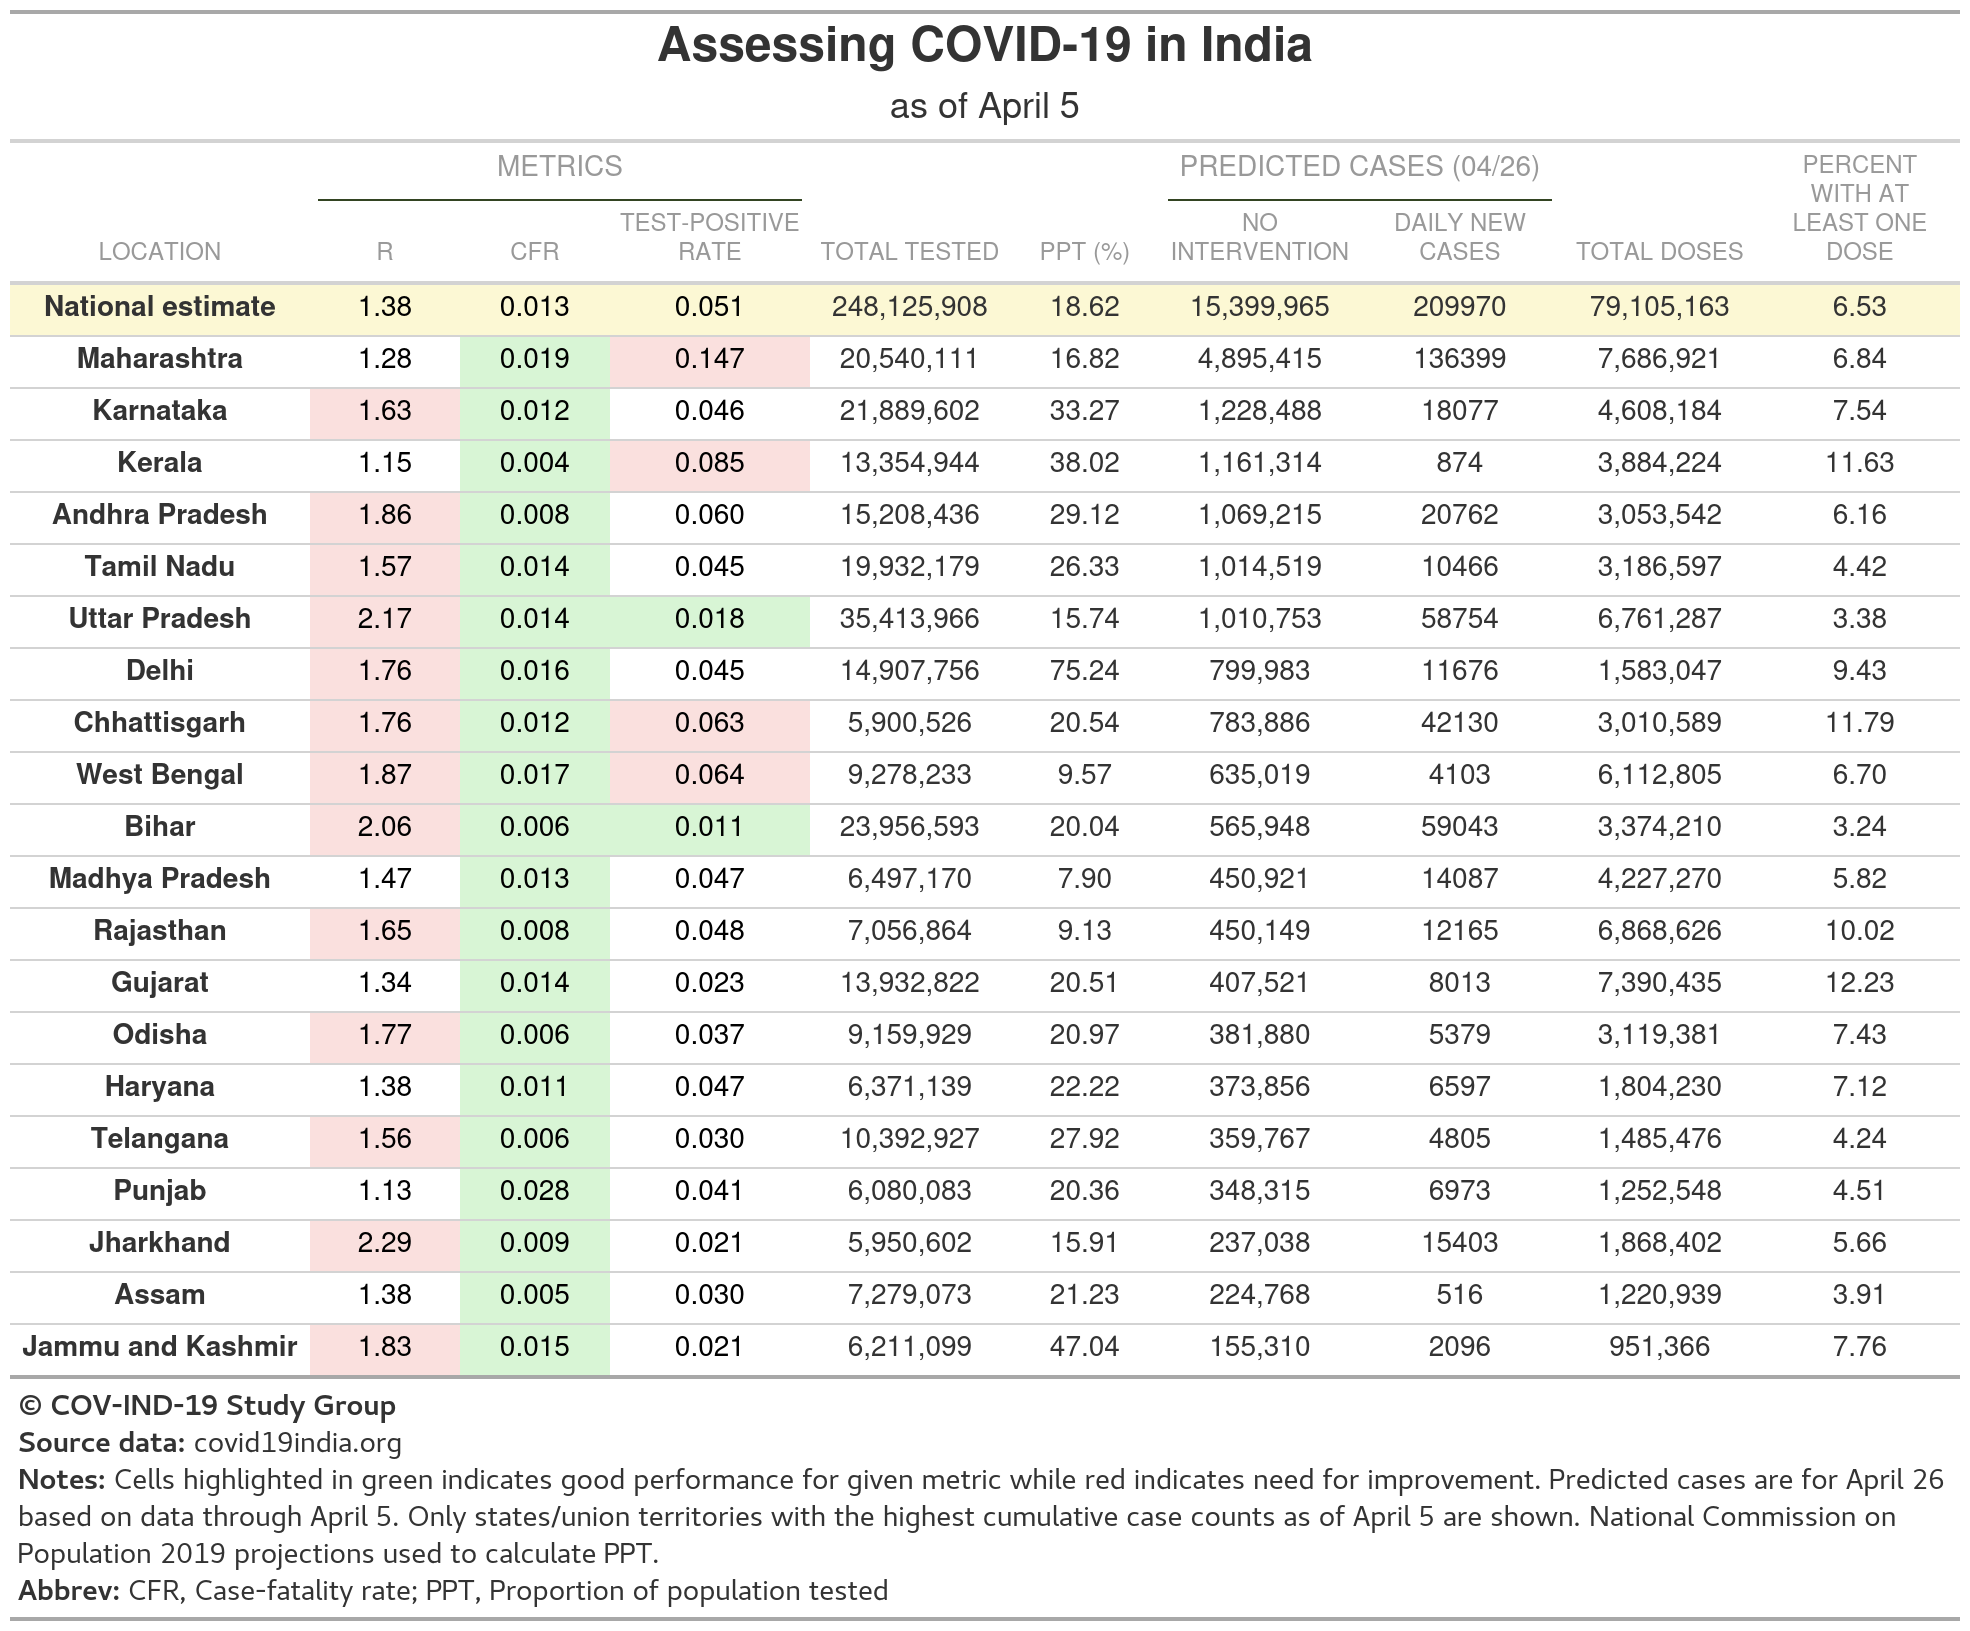 Assessing COVID-19 in India
as of April 5
METRICS PREDICTED CASES (04/26) PERCENT WITH AT LEAST ONE DOSE
LOCATION R CFR TEST-POSITIVE RATE TOTAL TESTED PPT (%) NO INTERVENTION DAILY NEW CASES TOTAL DOSES
National estimate 1.38 0.013 0.051 248,125,908 18.62 15,399,965 209970 79,105,163 6.53
Maharashtra 1.28 0.019 0.147 20,540,111 16.82 4,895,415 136399 7,686,921 6.84
Karnataka 1.63 0.012 0.046 21,889,602 33.27 1,228,488 18077 4,608,184 7.54
Kerala 1.15 0.004 0.085 13,354,944 38.02 1,161,314 874 3,884,224 11.63
Andhra Pradesh 1.86 0.008 0.060 15,208,436 29.12 1,069,215 20762 3,053,542 6.16
Tamil Nadu 1.57 0.014 0.045 19,932,179 26.33 1,014,519 10466 3,186,597 4.42
Uttar Pradesh 2.17 0.014 0.018 35,413,966 15.74 1,010,753 58754 6,761,287 3.38
Delhi 1.76 0.016 0.045 14,907,756 75.24 799,983 11676 1,583,047 9.43
Chhattisgarh 1.76 0.012 0.063 5,900,526 20.54 783,886 42130 3,010,589 11.79
West Bengal 1.87 0.017 0.064 9,278,233 9.57 635,019 4103 6,112,805 6.70
Bihar 2.06 0.006 0.011 23,956,593 20.04 565,948 59043 3,374,210 3.24
Madhya Pradesh 1.47 0.013 0.047 6,497,170 7.90 450,921 14087 4,227,270 5.82
Rajasthan 1.65 0.008 0.048 7,056,864 9.13 450,149 12165 6,868,626 10.02
Gujarat 1.34 0.014 0.023 13,932,822 20.51 407,521 8013 7,390,435 12.23
Odisha 1.77 0.006 0.037 9,159,929 20.97 381,880 5379 3,119,381 7.43
Haryana 1.38 0.011 0.047 6,371,139 22.22 373,856 6597 1,804,230 7.12
Telangana 1.56 0.006 0.030 10,392,927 27.92 359,767 4805 1,485,476 4.24
Punjab 1.13 0.028 0.041 6,080,083 20.36 348,315 6973 1,252,548 4.51
Jharkhand 2.29 0.009 0.021 5,950,602 15.91 237,038 15403 1,868,402 5.66
Assam 1.38 0.005 0.030 7,279,073 21.23 224,768 516 1,220,939 3.91
Jammu and Kashmir 1.83 0.015 0.021 6,211,099 47.04 155,310 2096 951,366 7.76
© COV-IND-19 Study Group
Source data: covid19india.org
Notes: Cells highlighted in green indicates good performance for given metric while red indicates need for improvement. Predicted cases are for April 26
based on data through April 5. Only states/union territories with the highest cumulative case counts as of April 5 are shown. National Commission on
Population 2019 projections used to calculate PPT.
Abbrev: CFR, Case-fatality rate; PPT, Proportion of population tested